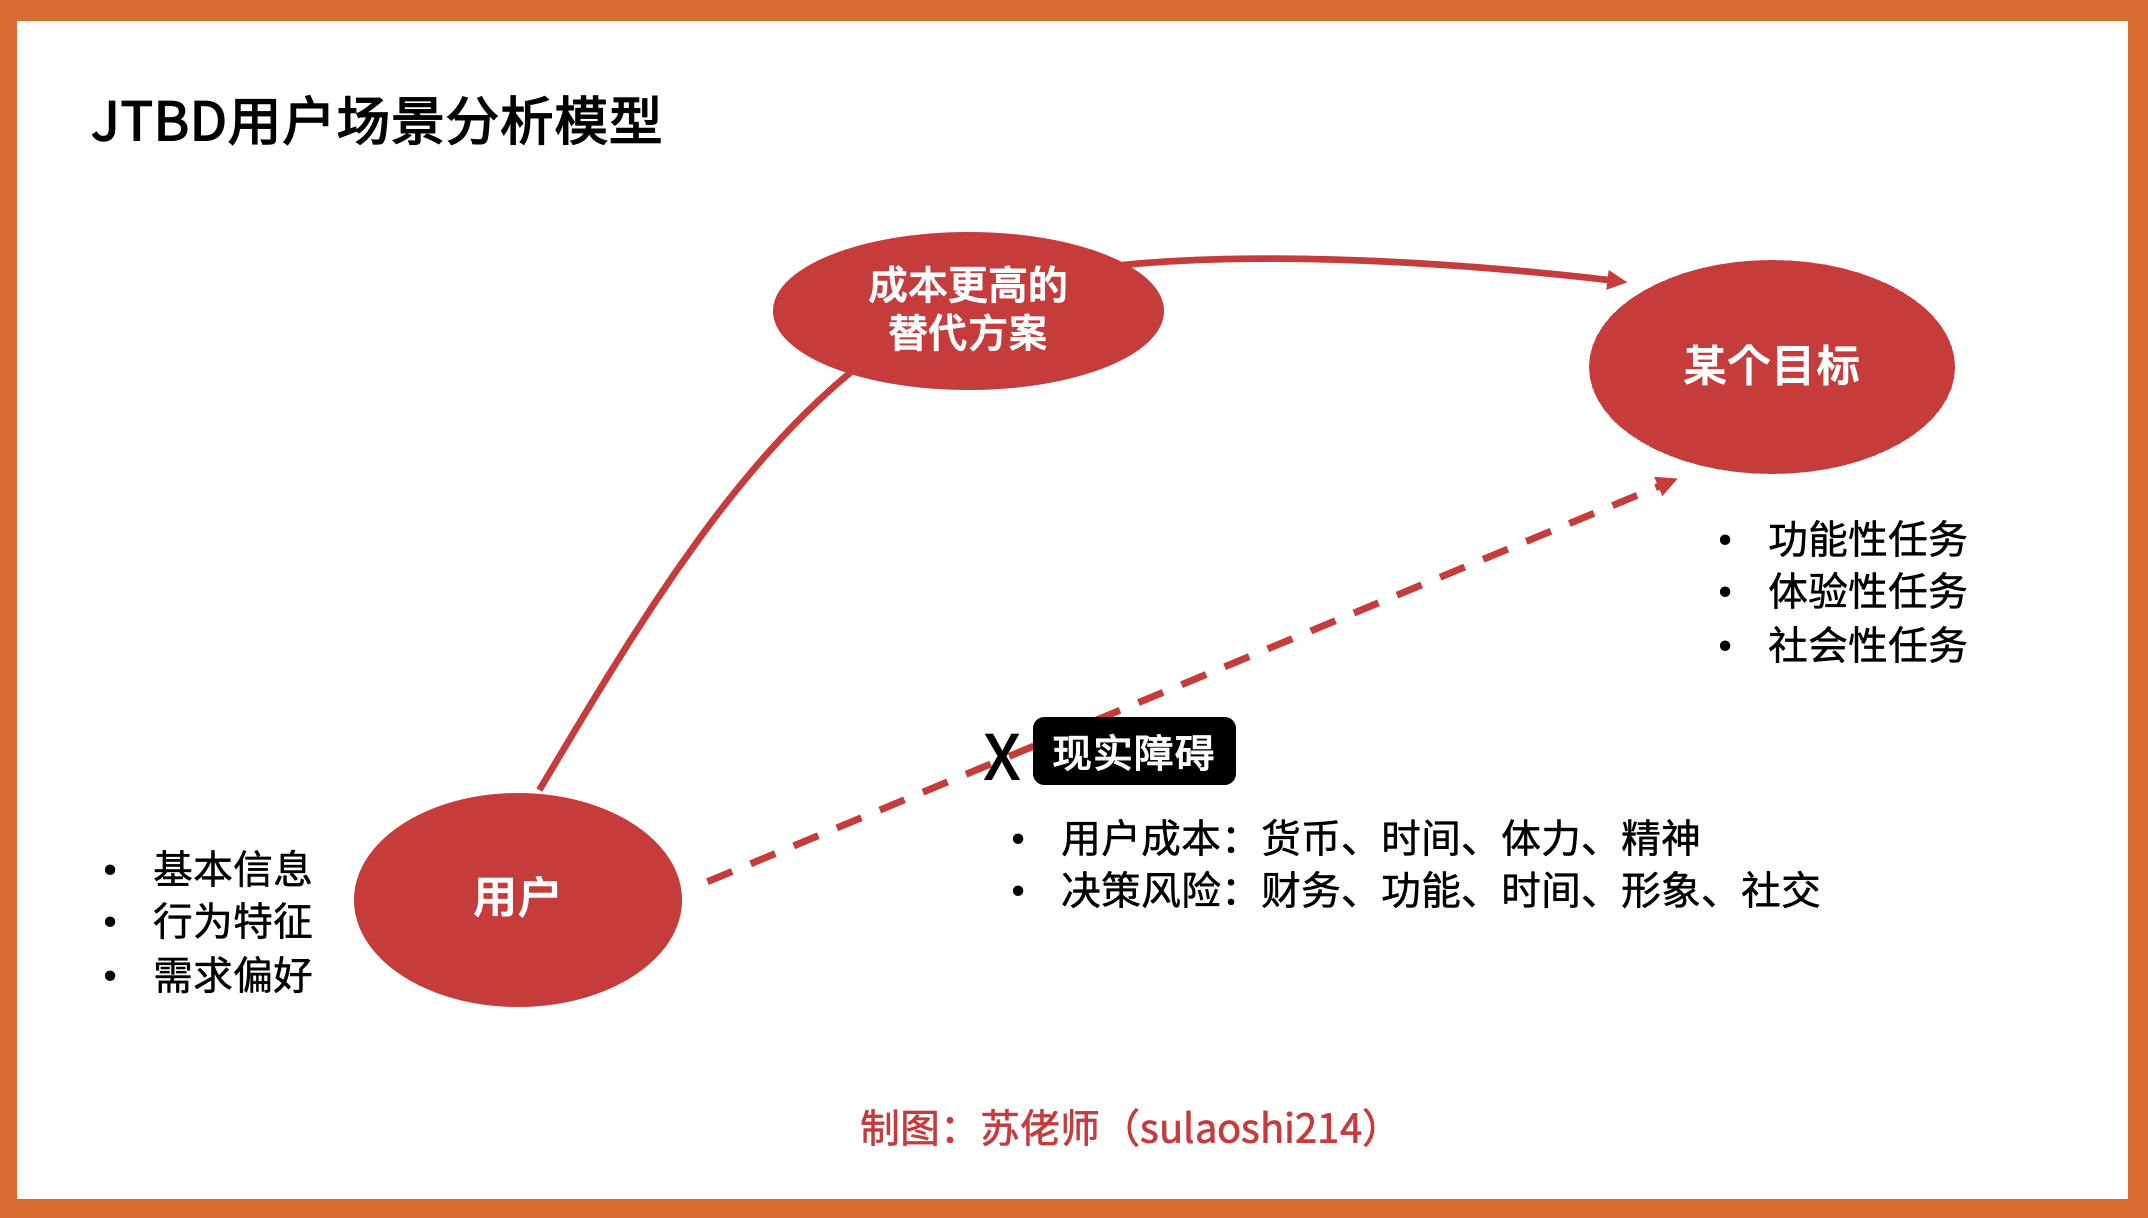 JTBD用户场景分析模型
成本更高的
替代方案
某个目标
• 功能性任务
• 体验性任务
• 社会性任务
X 现实障碍
• 用户成本：货币、时间、体力、精神
• 决策风险：财务、功能、时间、形象、社交
用户
• 基本信息
• 行为特征
• 需求偏好
制图：苏佬师（sulaoshi214）